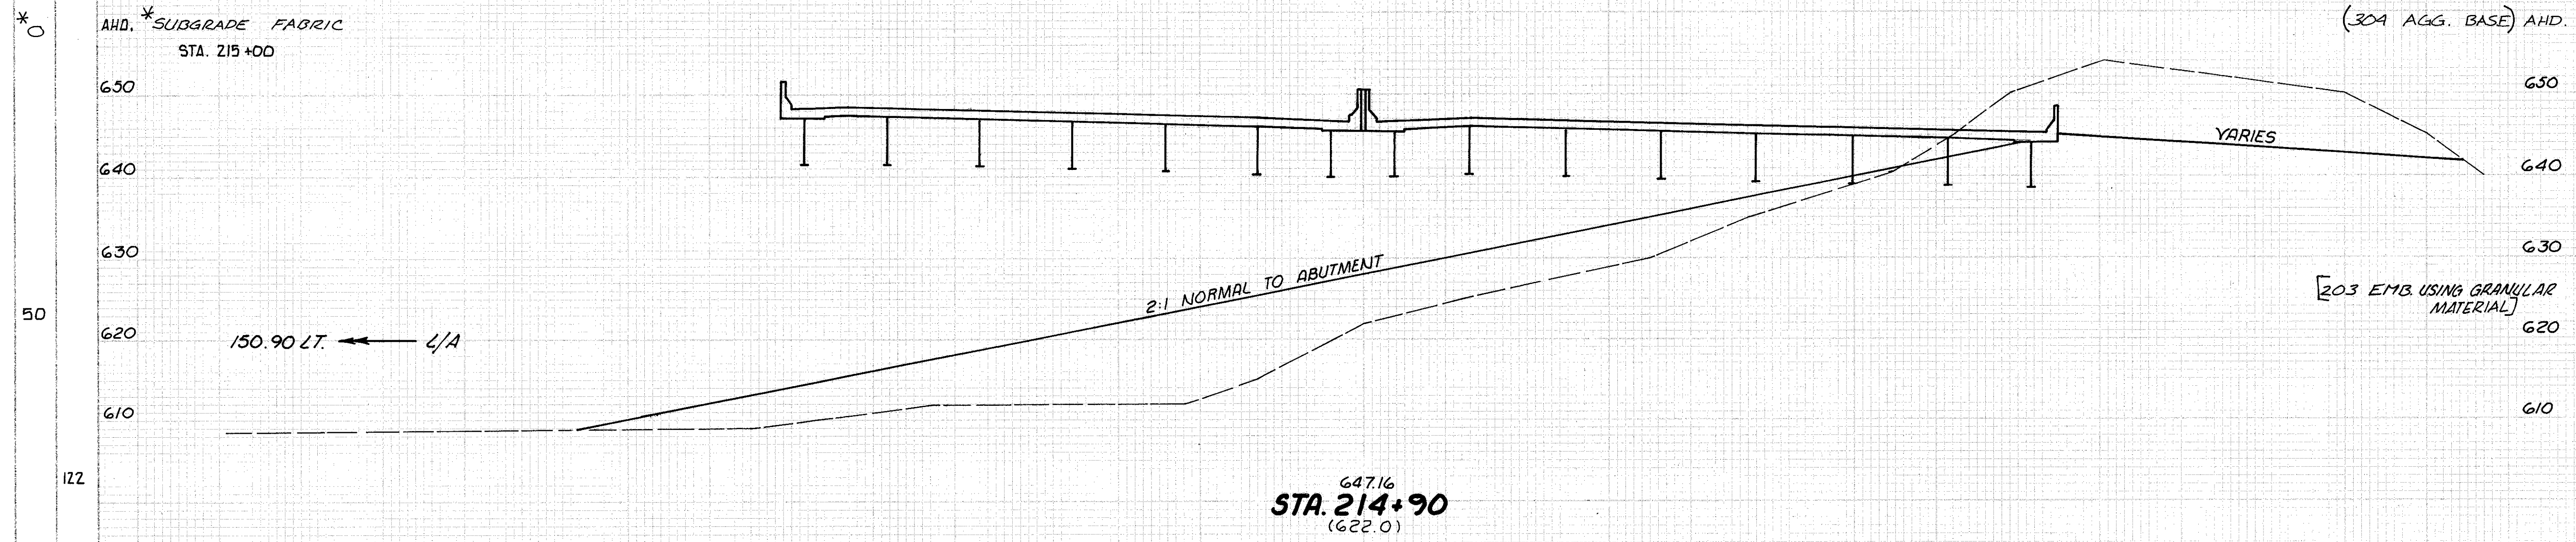 *
0
AHD. *SUBGRADE FABRIC
STA. 215+00
(304 AGG. BASE) AHD.
650
650
640
VARIES
640
630
630
2:1 NORMAL TO ABUTMENT
[203 EMB. USING GRANULAR
MATERIAL]
50
620
620
150.90 LT. L/A
610
610
122
647.16
STA. 214+90
(622.0)